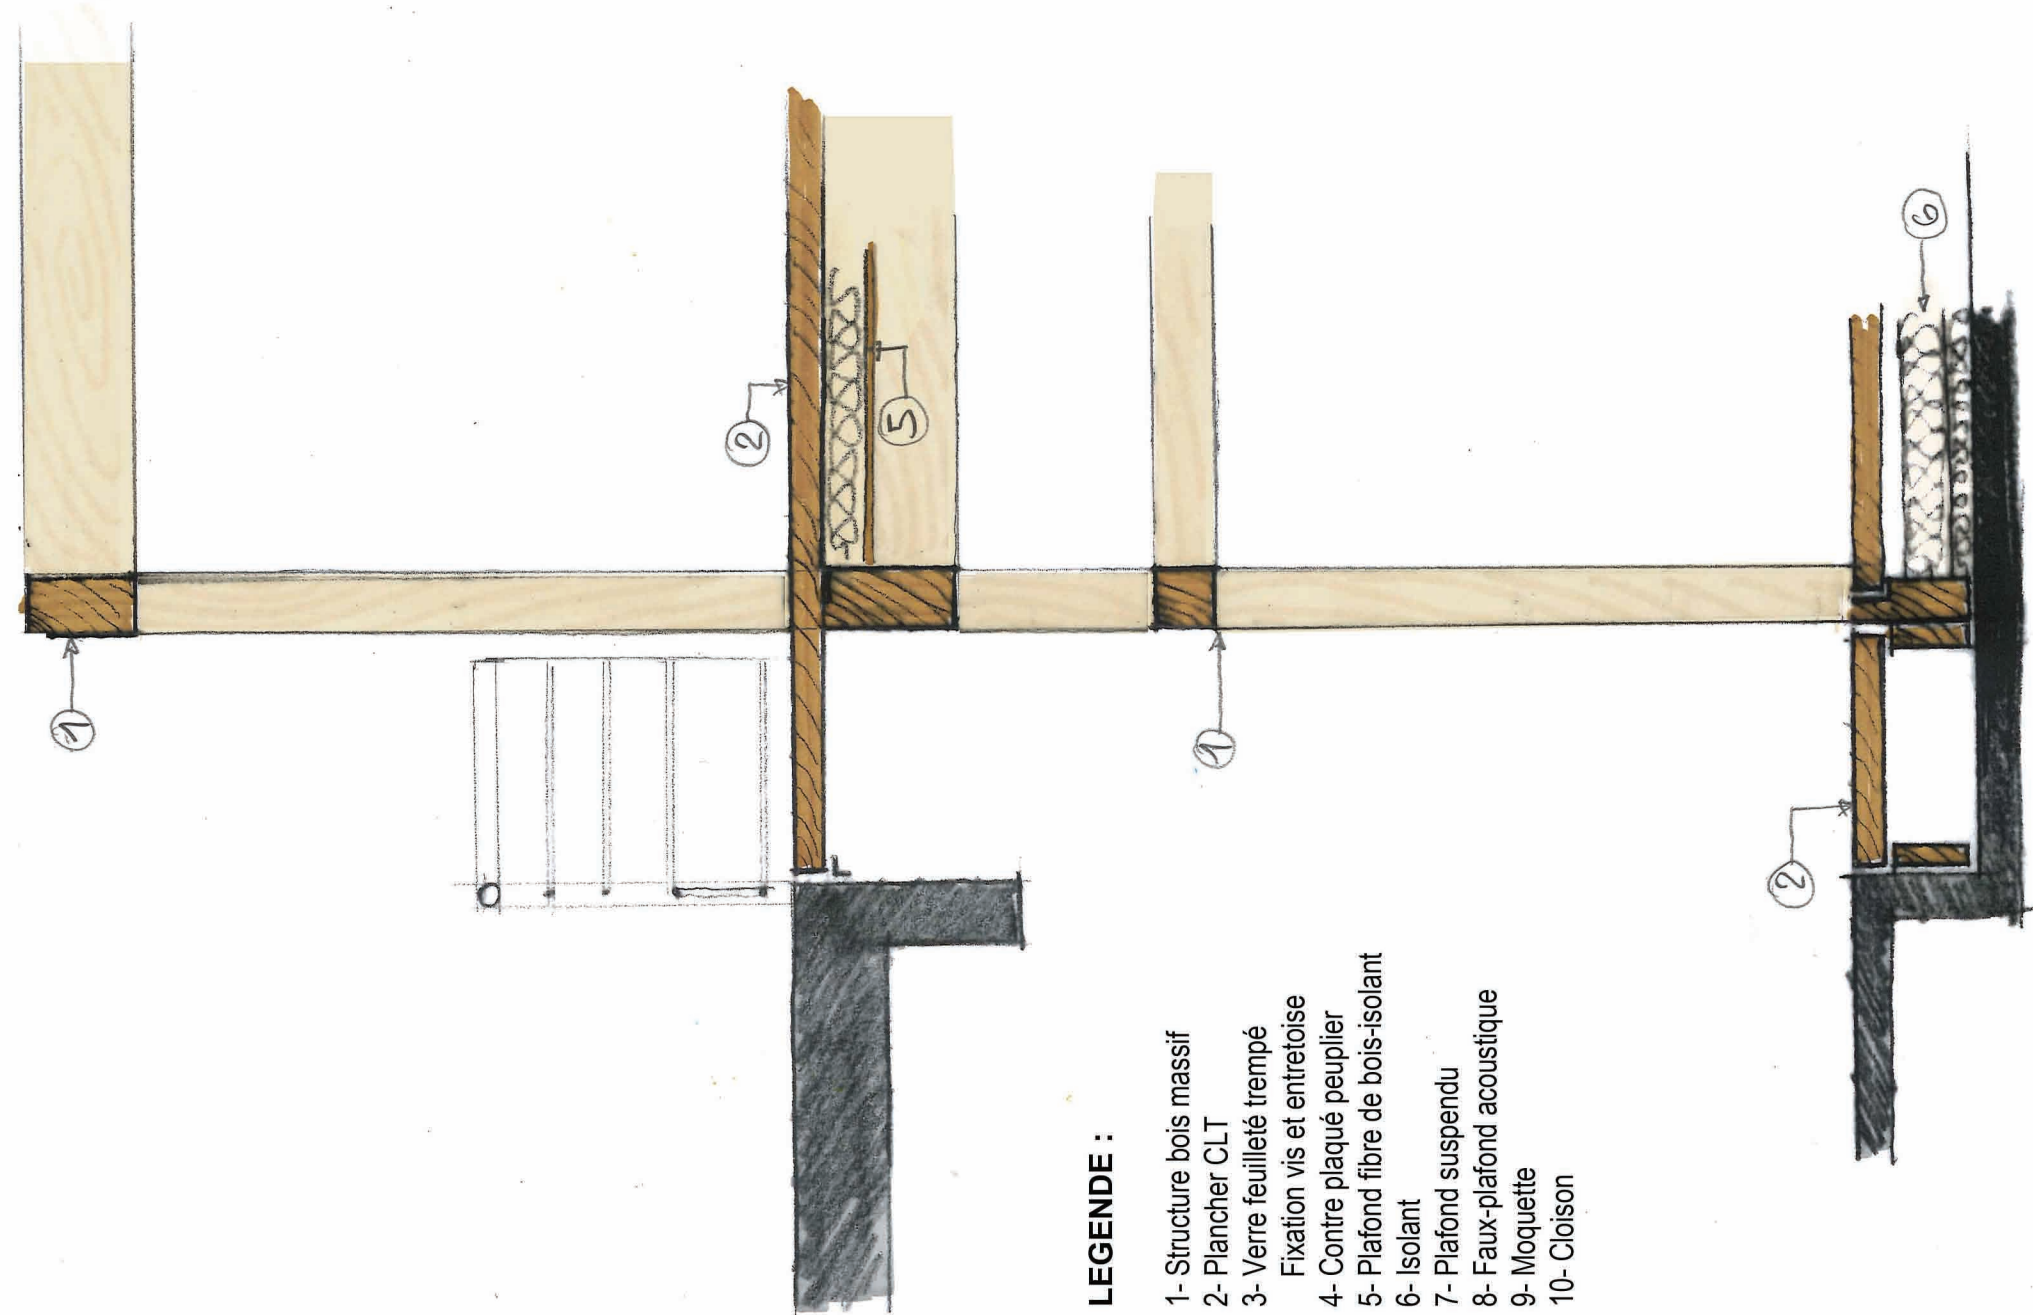 1
2
5
1
6
2
LEGENDE :
1- Structure bois massif
2- Plancher CLT
3- Verre feuilleté trempé
Fixation vis et entretoise
4- Contre plaqué peuplier
5- Plafond fibre de bois-isolant
6- Isolant
7- Plafond suspendu
8- Faux-plafond acoustique
9- Moquette
10- Cloison